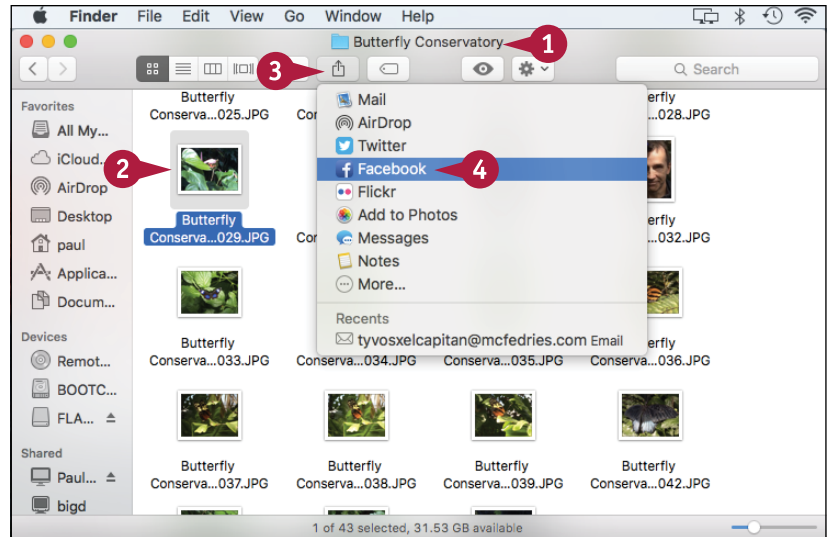 Finder File Edit View Go Window Help
Butterfly Conservatory
1
3
Search
Favorites
All My...
iCloud...
AirDrop
Desktop
paul
Applica...
Docum...
Devices
Remot...
BOOTC...
FLA...
Shared
Paul...
bigd
Butterfly
Conserva...025.JPG
Co
erfly
...028.JPG
2
Butterfly
Conserva...029.JPG
Cor
erfly
...032.JPG
Mail
AirDrop
Twitter
Facebook
4
Flickr
Add to Photos
Messages
Notes
More...
Recents
tyvosxelcapitan@mcfedries.com Email
Butterfly
Conserva...033.JPG
Conserva...034.JPG
Conserva...035.JPG
erfly
Conserva...036.JPG
Butterfly
Conserva...037.JPG
Butterfly
Conserva...038.JPG
Butterfly
Conserva...039.JPG
Butterfly
Conserva...042.JPG
1 of 43 selected, 31.53 GB available